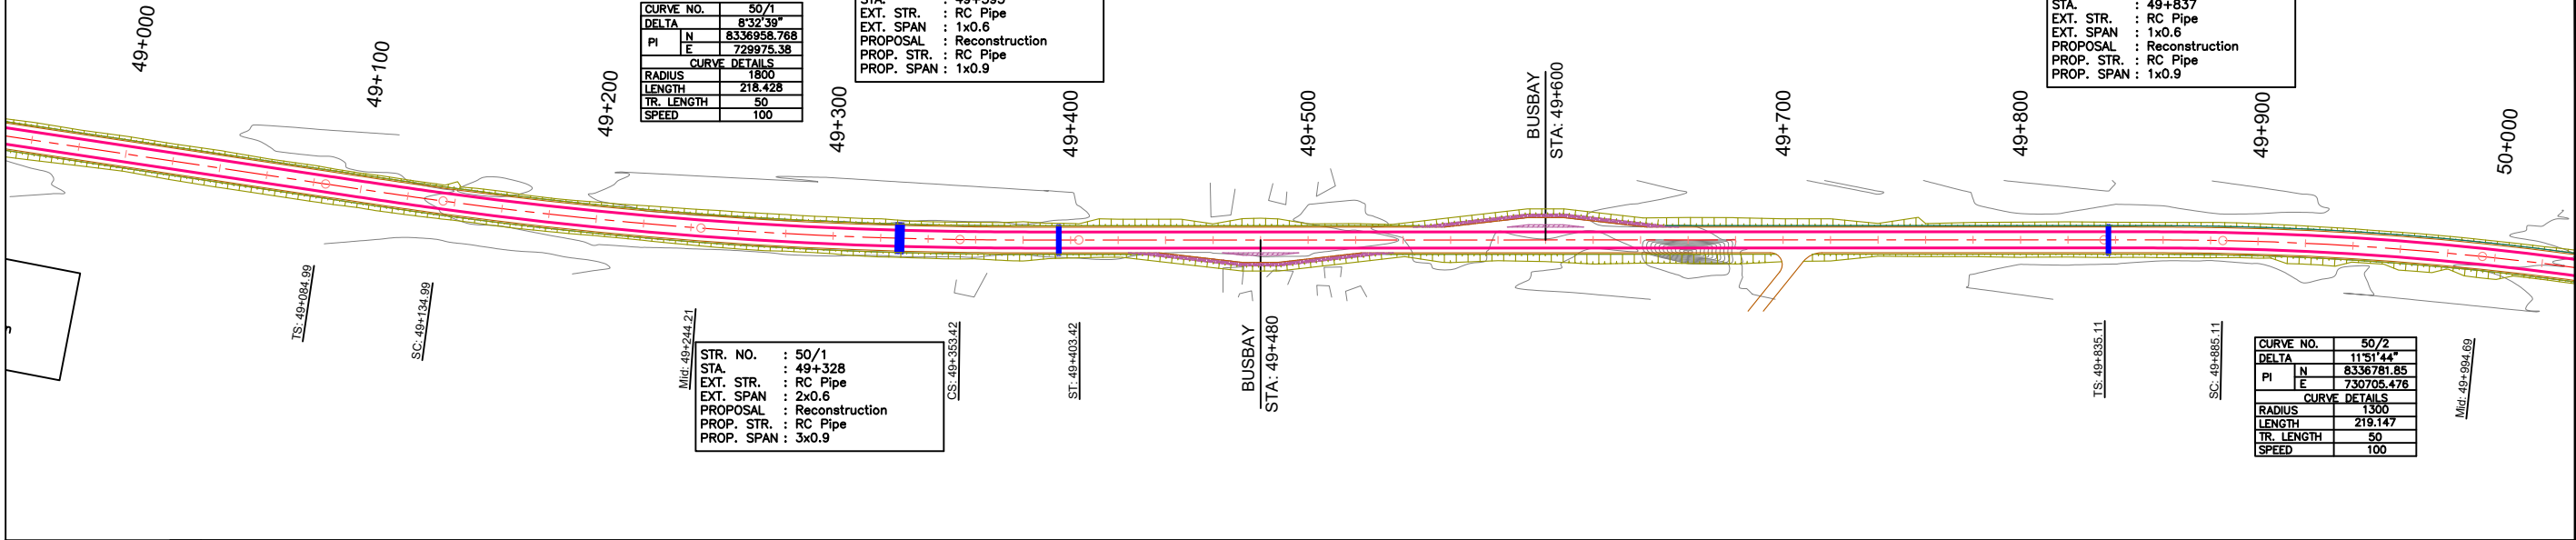 49+000
49+100
49+200
49+300
49+400
49+500
49+700
49+800
49+900
50+000
CURVE NO. 50/1
DELTA 8°32'39"
PI N 8336958.768
E 729975.38
CURVE DETAILS
RADIUS 1800
LENGTH 218.428
TR. LENGTH 50
SPEED 100
STA. : 49+395
EXT. STR. : RC Pipe
EXT. SPAN : 1x0.6
PROPOSAL : Reconstruction
PROP. STR. : RC Pipe
PROP. SPAN : 1x0.9
BUSBAY
STA: 49+600
STA. : 49+837
EXT. STR. : RC Pipe
EXT. SPAN : 1x0.6
PROPOSAL : Reconstruction
PROP. STR. : RC Pipe
PROP. SPAN : 1x0.9
TS: 49+084.99
SC: 49+134.99
Mid: 49+244.21
STR. NO. : 50/1
STA. : 49+328
EXT. STR. : RC Pipe
EXT. SPAN : 2x0.6
PROPOSAL : Reconstruction
PROP. STR. : RC Pipe
PROP. SPAN : 3x0.9
CS: 49+353.42
ST: 49+403.42
BUSBAY
STA: 49+480
TS: 49+835.11
SC: 49+885.11
CURVE NO. 50/2
DELTA 11°51'44"
PI N 8336781.85
E 730705.476
CURVE DETAILS
RADIUS 1300
LENGTH 219.147
TR. LENGTH 50
SPEED 100
Mid: 49+994.69